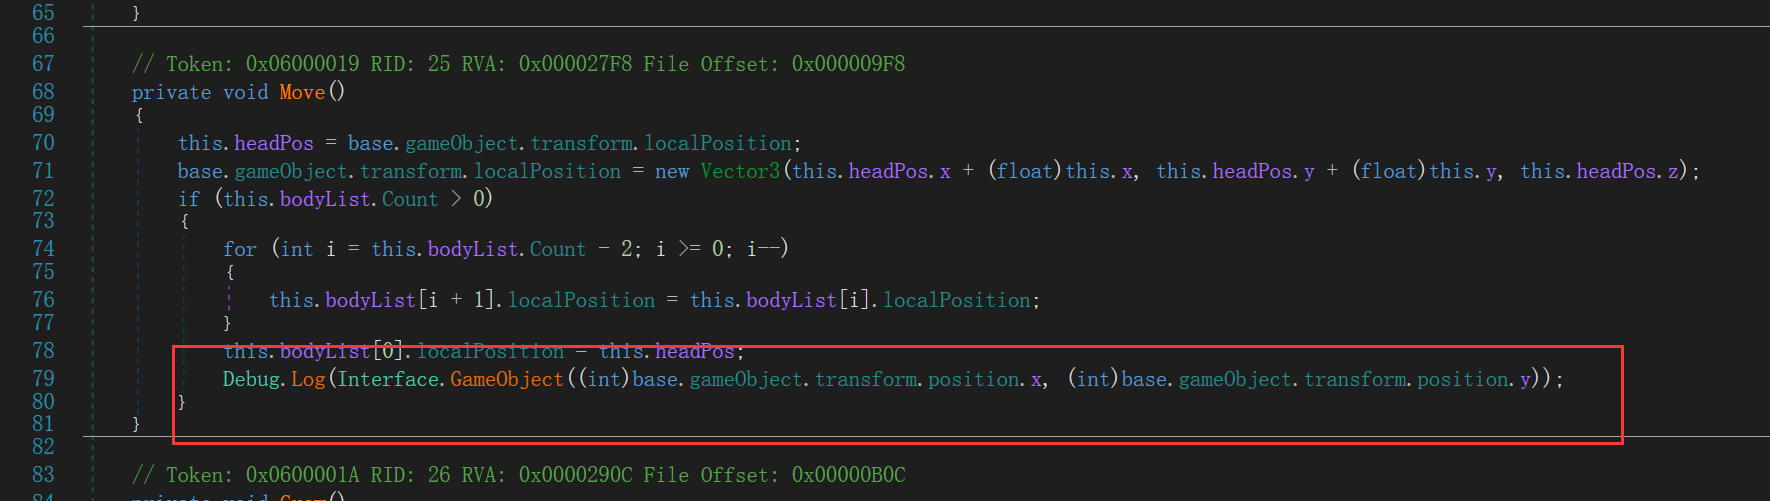 65 }
66
67 // Token: 0x06000019 RID: 25 RVA: 0x000027F8 File Offset: 0x000009F8
68 private void Move()
69 {
70 this.headPos = base.gameObject.transform.localPosition;
71 base.gameObject.transform.localPosition = new Vector3(this.headPos.x + (float)this.x, this.headPos.y + (float)this.y, this.headPos.z);
72 if (this.bodyList.Count > 0)
73 {
74 for (int i = this.bodyList.Count - 2; i >= 0; i--)
75 {
76 this.bodyList[i + 1].localPosition = this.bodyList[i].localPosition;
77 }
78 this.bodyList[0].localPosition = this.headPos;
79 Debug.Log(Interface.GameObject((int)base.gameObject.transform.position.x, (int)base.gameObject.transform.position.y));
80 }
81 }
82
83 // Token: 0x0600001A RID: 26 RVA: 0x0000290C File Offset: 0x00000B0C
84 private void